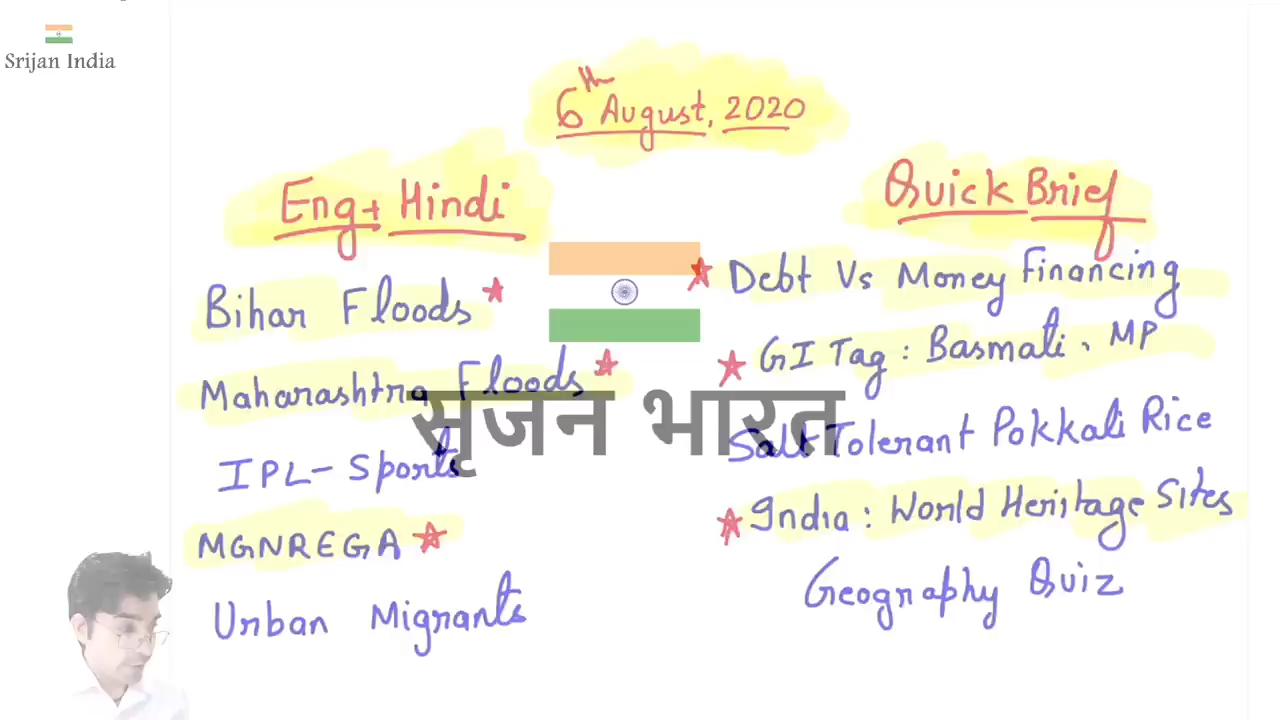 Srijan India
6th August, 2020
Eng + Hindi
Bihar Floods
Maharashtra Floods
IPL - Sports
MGNREGA
Urban Migrants
Quick Brief
Debt Vs Money Financing
GI Tag : Basmati, MP
Salt Tolerant Pokkali Rice
India : World Heritage Sites
Geography Quiz
सृजन भारत